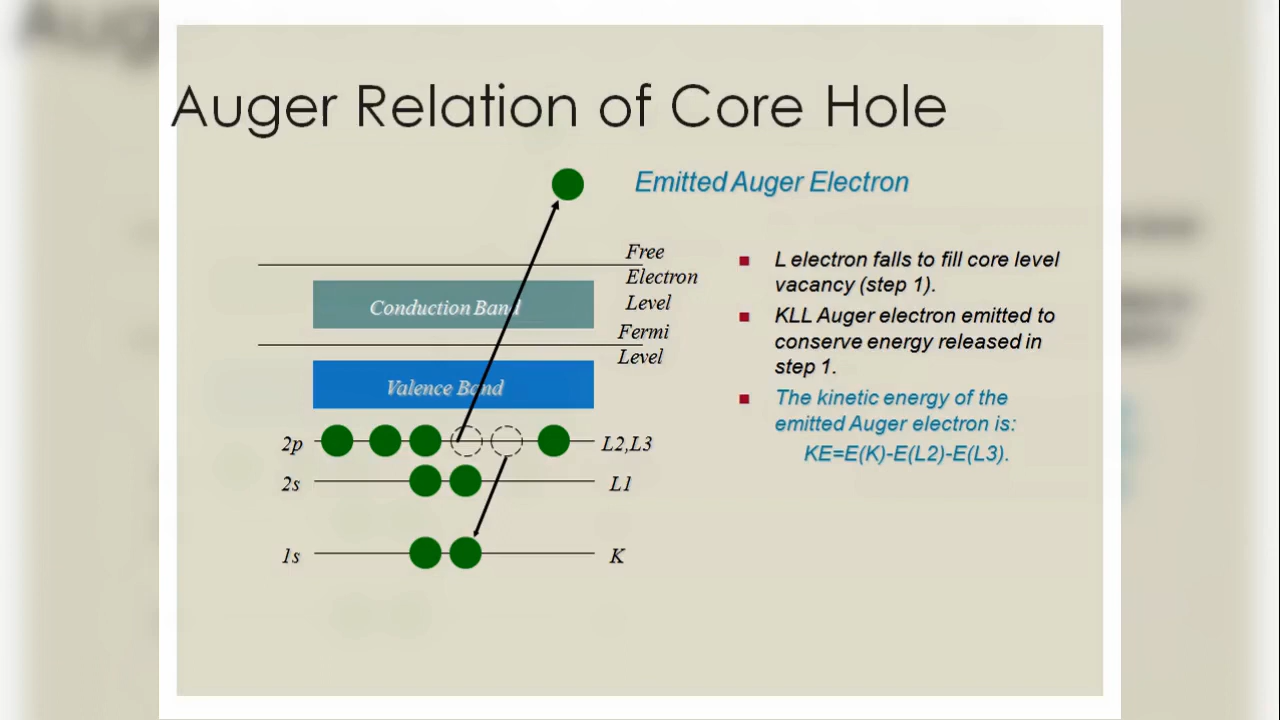 Auger Relation of Core Hole
Emitted Auger Electron
Free
Electron
Level
Conduction Band
Fermi
Level
Valence Band
2p
L2,L3
2s
L1
1s
K
L electron falls to fill core level
vacancy (step 1).
KLL Auger electron emitted to
conserve energy released in
step 1.
The kinetic energy of the
emitted Auger electron is:
KE=E(K)-E(L2)-E(L3).